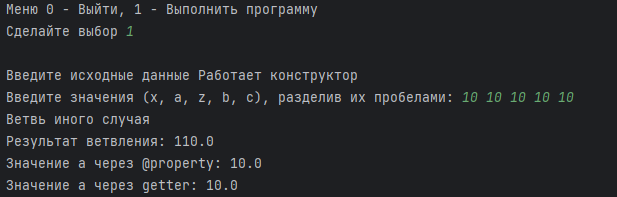 Меню 0 - Выйти, 1 - Выполнить программу
Сделайте выбор 1
Введите исходные данные Работает конструктор
Введите значения (x, a, z, b, c), разделив их пробелами: 10 10 10 10 10
Ветвь иного случая
Результат ветвления: 110.0
Значение a через @property: 10.0
Значение a через getter: 10.0